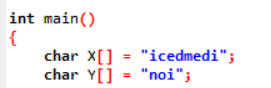 int main()
{
char X[] = "icedmedi";
char Y[] = "noi";